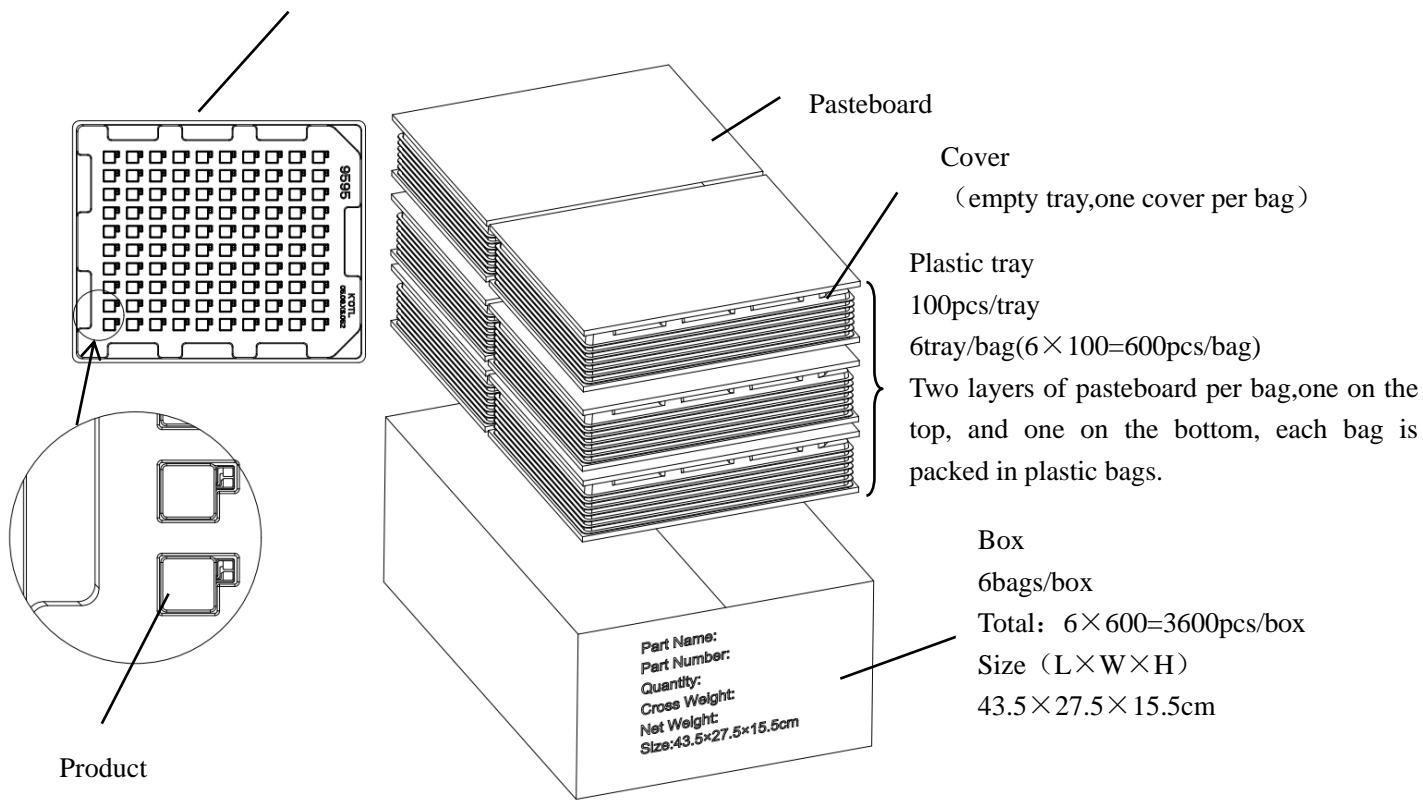 Pasteboard
Cover
（empty tray,one cover per bag）
Plastic tray
100pcs/tray
6tray/bag(6×100=600pcs/bag)
Two layers of pasteboard per bag,one on the
top, and one on the bottom, each bag is
packed in plastic bags.
Box
6bags/box
Total：6×600=3600pcs/box
Size（L×W×H）
43.5×27.5×15.5cm
9595
Part Name:
Part Number:
Quantity:
Cross Weight:
Net Weight:
Size:43.5×27.5×15.5cm
Product